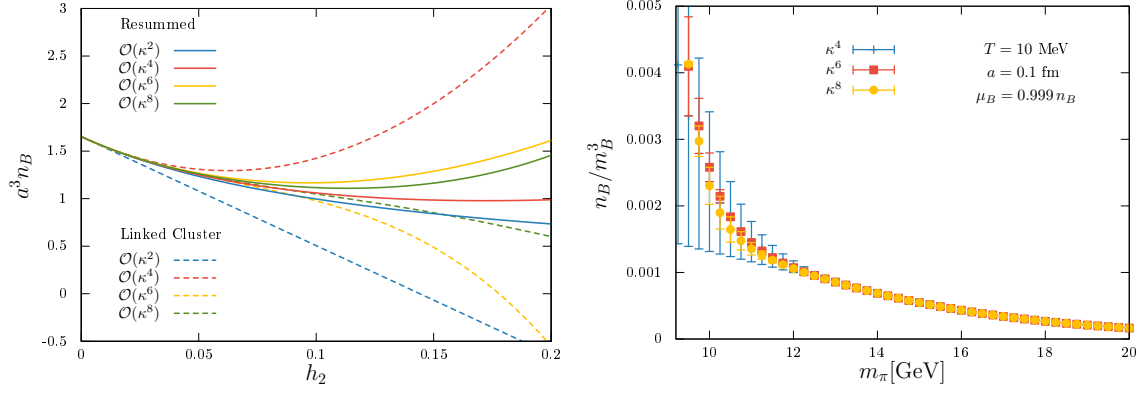 3
2.5
2
1.5
1
0.5
0
-0.5
a³n_B
0
0.05
0.1
0.15
0.2
h₂
Resummed
𝒪(κ²)
𝒪(κ⁴)
𝒪(κ⁶)
𝒪(κ⁸)
Linked Cluster
𝒪(κ²)
𝒪(κ⁴)
𝒪(κ⁶)
𝒪(κ⁸)
0.005
0.004
0.003
0.002
0.001
0
n_B/m_B³
10
12
14
16
18
20
m_π[GeV]
κ⁴
κ⁶
κ⁸
T = 10 MeV
a = 0.1 fm
μ_B = 0.999 n_B